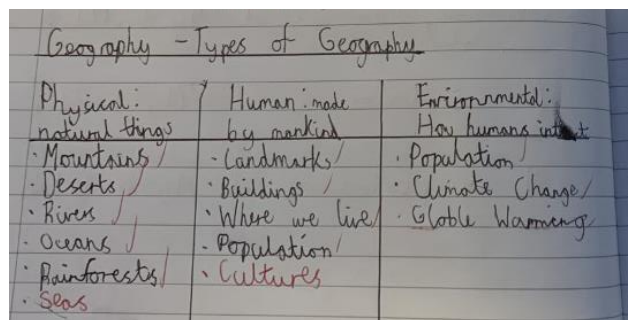 Geography - Types of Geography
Physical: Human: made Environmental:
natural things by mankind How humans
· Mountains · Landmarks · Population
· Deserts · Buildings · Climate Change
· Rivers · Where we live · Globle Warming
· Oceans · Population
· Rainforests · Cultures
· Seas